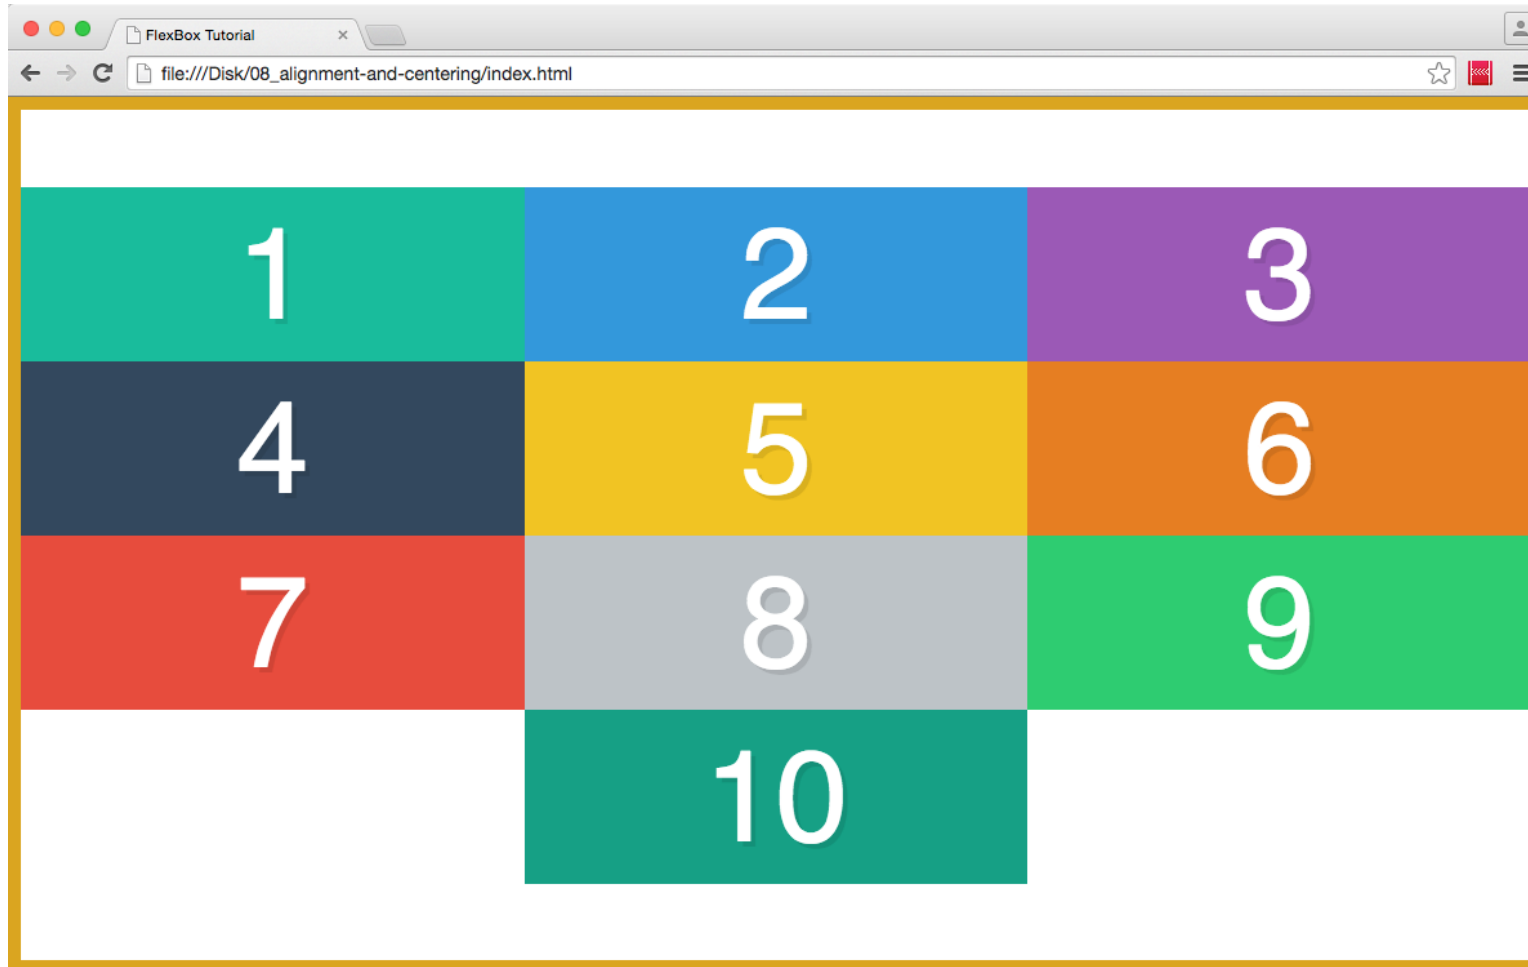 FlexBox Tutorial
file:///Disk/08_alignment-and-centering/index.html
1 2 3
4 5 6
7 8 9
10